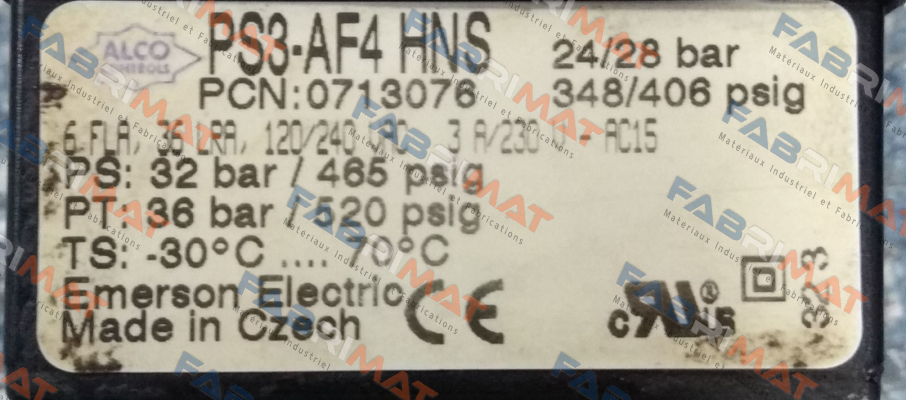 ALCO
CONTROLS
PS3-AF4 HNS
24/28 bar
PCN:0713076
348/406 psig
6 FLA, 36 LRA, 120/240 VAC, 3 A/230 V~ AC15
PS: 32 bar / 465 psig
PT: 36 bar / 520 psig
TS: -30°C .... 70°C
Emerson Electric
Made in Czech
CE
c RU ® us
FABRIMAT
Matériaux Industriel et Fabrications